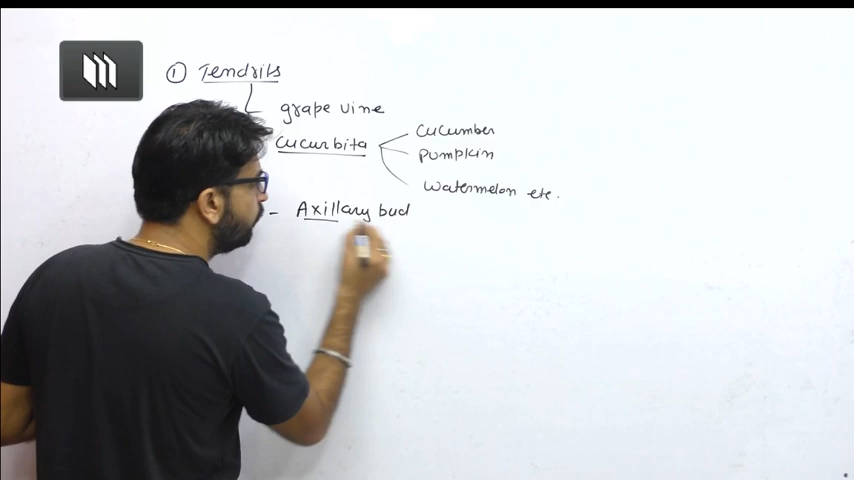 ① Tendrils
grape vine
Cucurbita
Cucumber
Pumpkin
Watermelon etc.
- Axillary bud